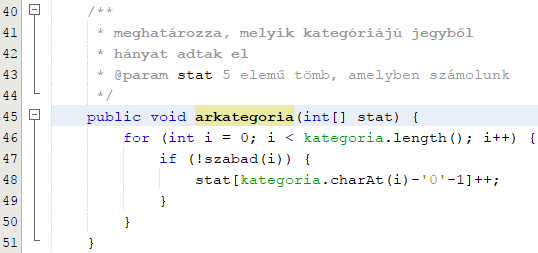 40 /**
41 * meghatározza, melyik kategóriájú jegyből
42 * hányat adtak el
43 * @param stat 5 elemű tömb, amelyben számolunk
44 */
45 public void arkategoria(int[] stat) {
46 for (int i = 0; i < kategoria.length(); i++) {
47 if (!szabad(i)) {
48 stat[kategoria.charAt(i)-'0'-1]++;
49 }
50 }
51 }